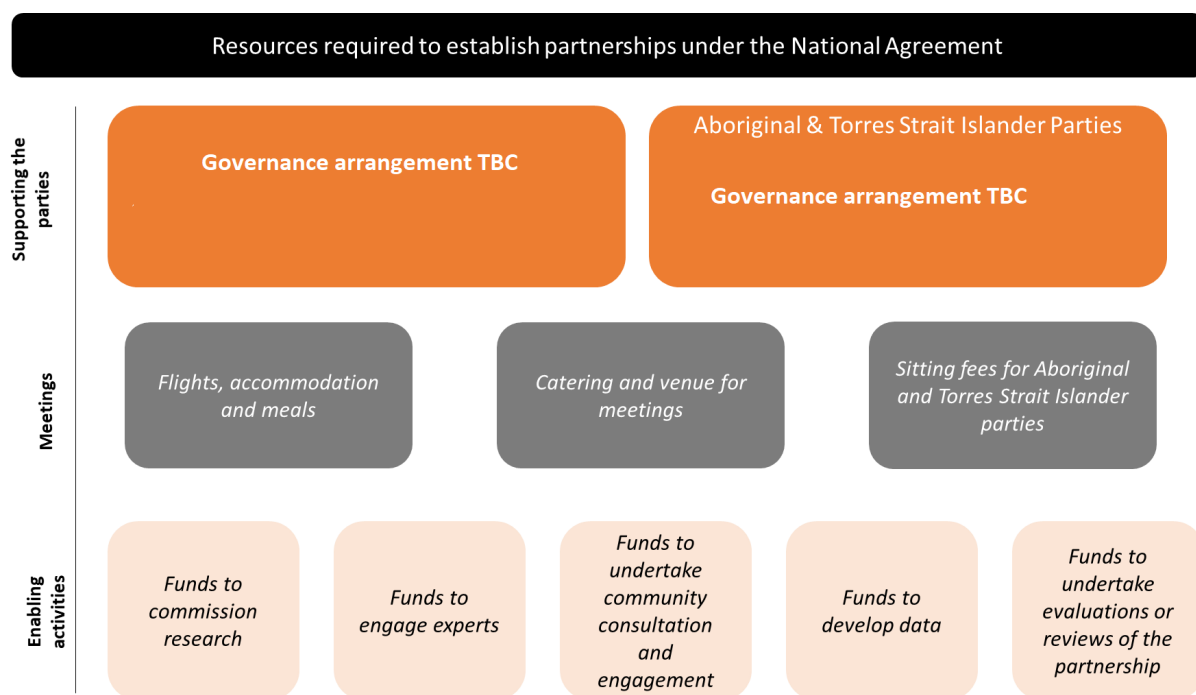 Resources required to establish partnerships under the National Agreement
Supporting the
parties
Governance arrangement TBC
Aboriginal & Torres Strait Islander Parties
Governance arrangement TBC
Meetings
Flights, accommodation
and meals
Catering and venue for
meetings
Sitting fees for Aboriginal
and Torres Strait Islander
parties
Enabling
activities
Funds to
commission
research
Funds to
engage experts
Funds to
undertake
community
consultation
and
engagement
Funds to
develop data
Funds to
undertake
evaluations or
reviews of the
partnership